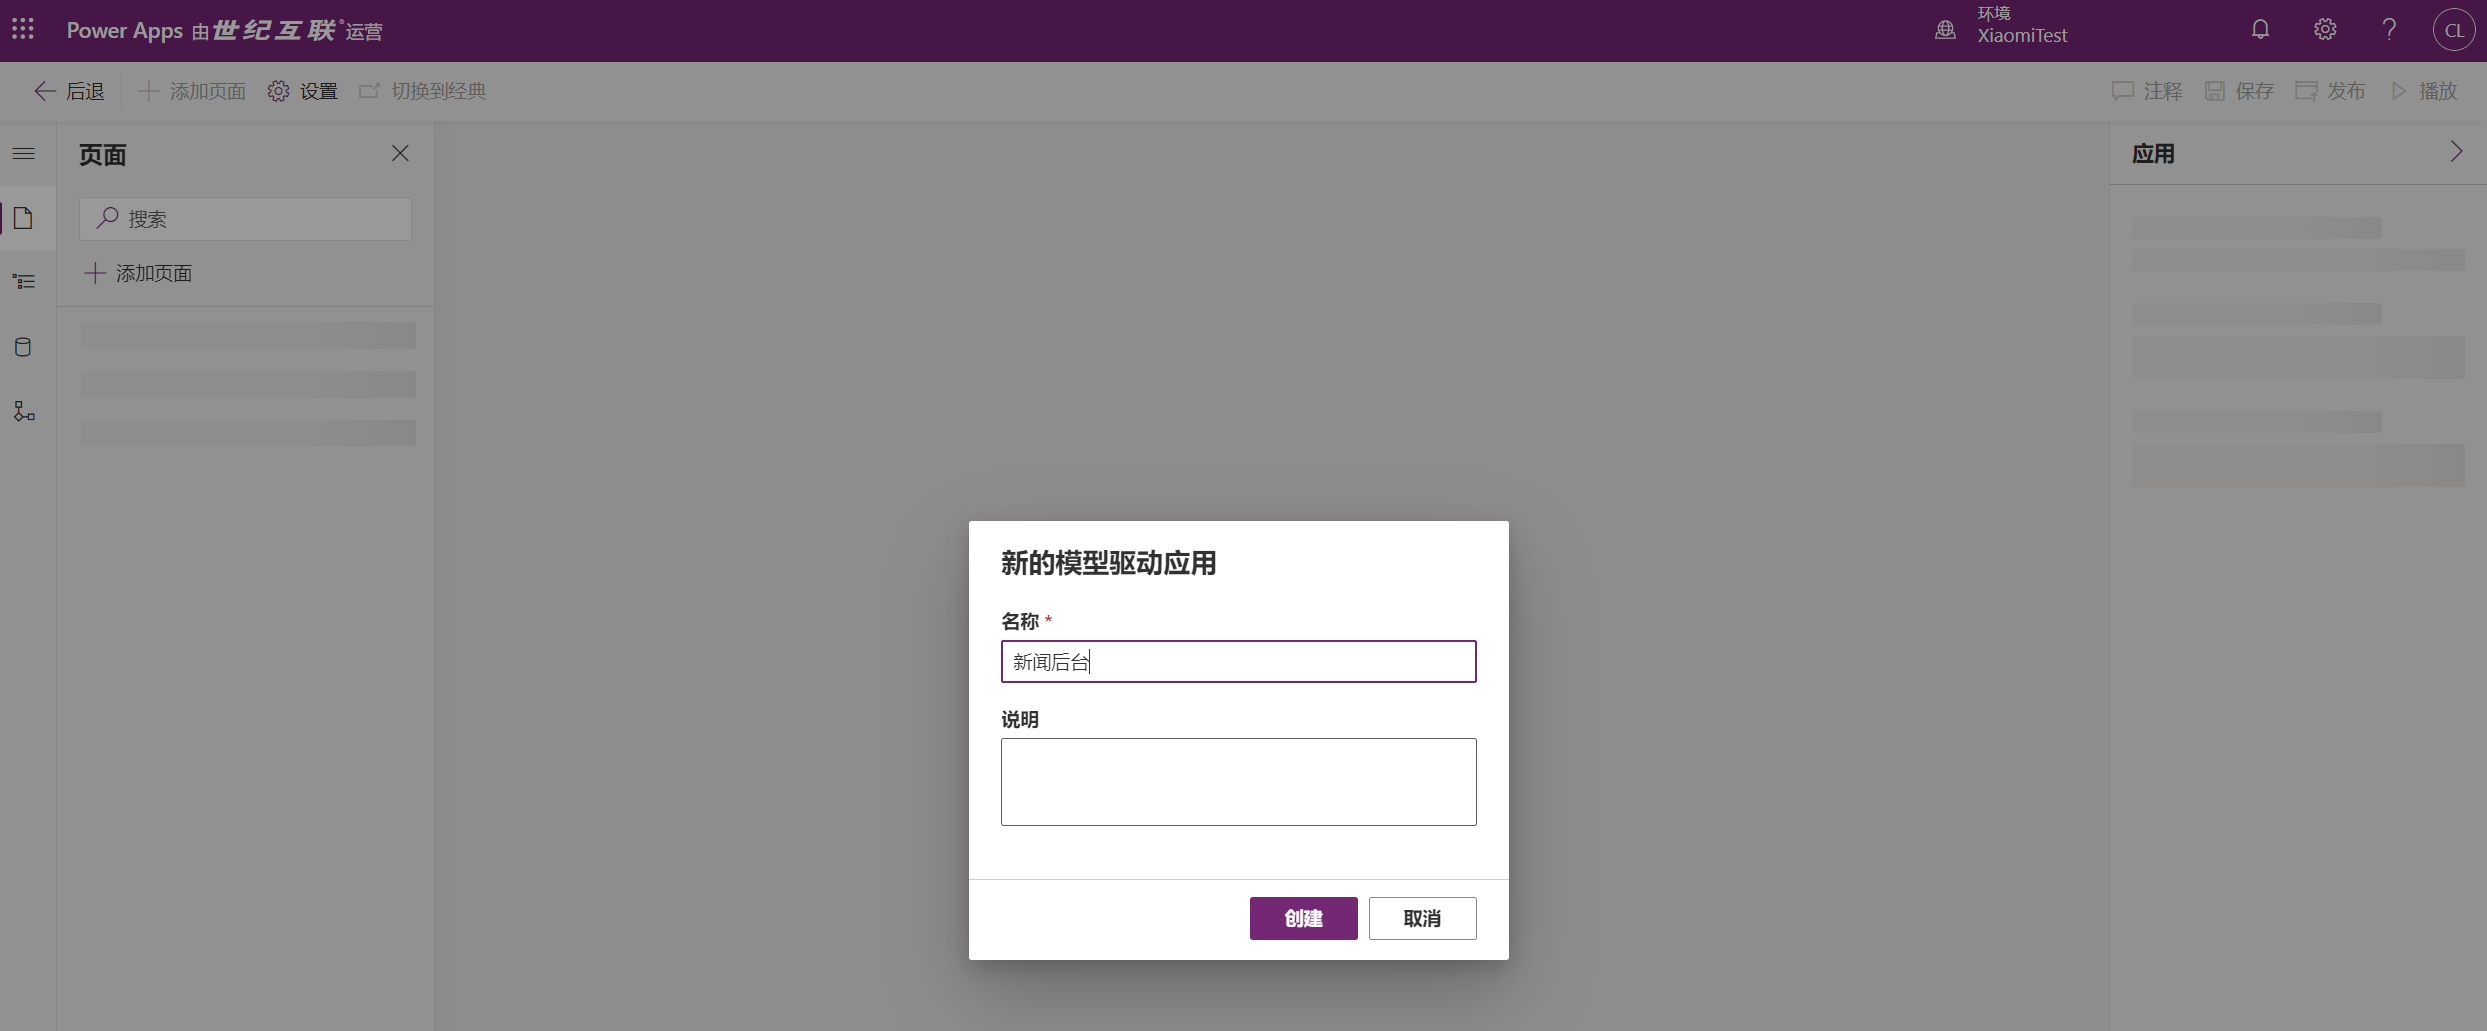 Power Apps 由世纪互联®运营
环境
XiaomiTest
CL
后退
添加页面
设置
切换到经典
注释
保存
发布
播放
页面
搜索
添加页面
应用
新的模型驱动应用
名称 *
新闻后台
说明
创建
取消